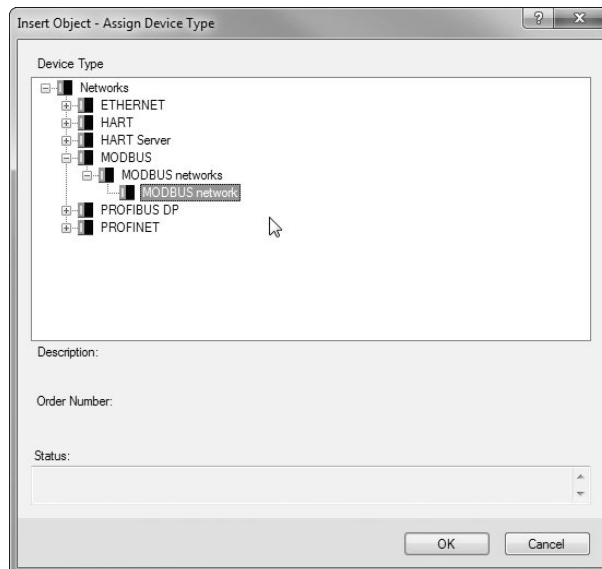 Insert Object - Assign Device Type
Device Type
Networks
ETHERNET
HART
HART Server
MODBUS
MODBUS networks
MODBUS network
PROFIBUS DP
PROFINET
Description:
Order Number:
Status:
OK Cancel